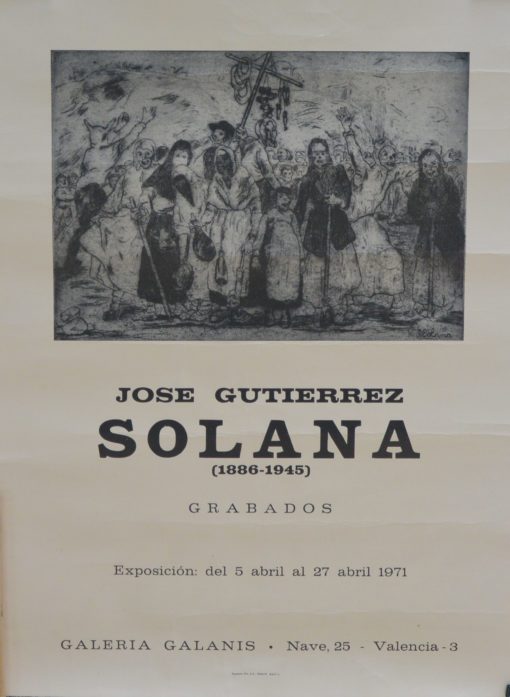 JOSE GUTIERREZ
SOLANA
(1886-1945)
GRABADOS
Exposición: del 5 abril al 27 abril 1971
GALERIA GALANIS • Nave, 25 - Valencia - 3